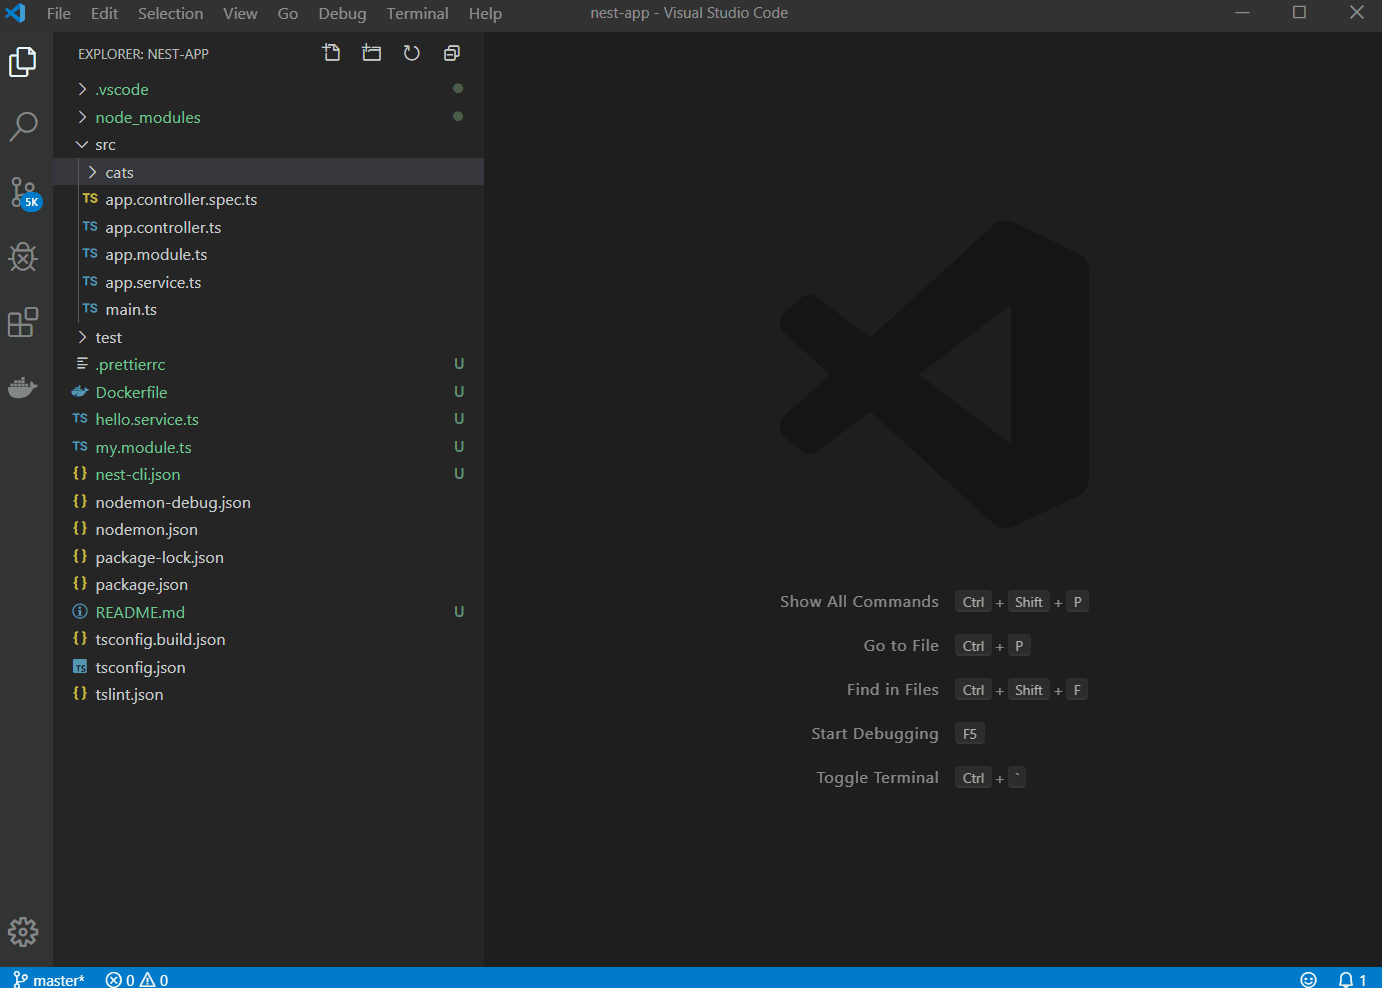 File Edit Selection View Go Debug Terminal Help nest-app - Visual Studio Code
EXPLORER: NEST-APP
.vscode
node_modules
src
cats
TS app.controller.spec.ts
TS app.controller.ts
TS app.module.ts
TS app.service.ts
TS main.ts
test
.prettierrc U
Dockerfile U
TS hello.service.ts U
TS my.module.ts U
{} nest-cli.json U
{} nodemon-debug.json
{} nodemon.json
{} package-lock.json
{} package.json
README.md U
{} tsconfig.build.json
TS tsconfig.json
{} tslint.json
5K
Show All Commands Ctrl + Shift + P
Go to File Ctrl + P
Find in Files Ctrl + Shift + F
Start Debugging F5
Toggle Terminal Ctrl + `
master* 0 0 1